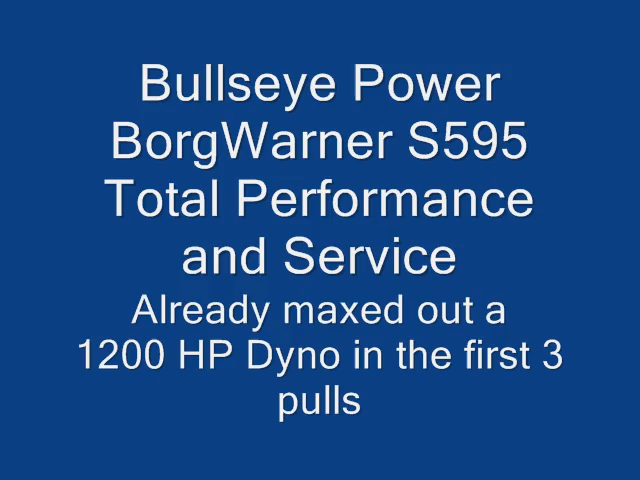 Bullseye Power
BorgWarner S595
Total Performance
and Service
Already maxed out a
1200 HP Dyno in the first 3
pulls